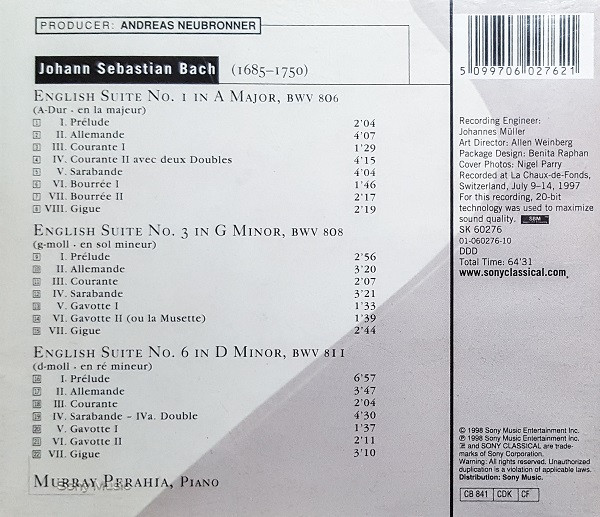 PRODUCER: ANDREAS NEUBRONNER
Johann Sebastian Bach (1685–1750)
ENGLISH SUITE NO. 1 IN A MAJOR, BWV 806
(A-Dur · en la majeur)
1 I. Prélude 2'04
2 II. Allemande 4'07
3 III. Courante I 1'29
4 IV. Courante II avec deux Doubles 4'15
5 V. Sarabande 4'04
6 VI. Bourrée I 1'46
7 VII. Bourrée II 2'17
8 VIII. Gigue 2'19
ENGLISH SUITE NO. 3 IN G MINOR, BWV 808
(g-moll · en sol mineur)
9 I. Prélude 2'56
10 II. Allemande 3'20
11 III. Courante 2'07
12 IV. Sarabande 3'21
13 V. Gavotte I 1'33
14 VI. Gavotte II (ou la Musette) 1'39
15 VII. Gigue 2'44
ENGLISH SUITE NO. 6 IN D MINOR, BWV 811
(d-moll · en ré mineur)
16 I. Prélude 6'57
17 II. Allemande 3'47
18 III. Courante 2'04
19 IV. Sarabande – IVa. Double 4'30
20 V. Gavotte I 1'37
21 VI. Gavotte II 2'11
22 VII. Gigue 3'10
MURRAY PERAHIA, PIANO
Sony Music
5 099706 027621
Recording Engineer:
Johannes Müller
Art Director: Allen Weinberg
Package Design: Benita Raphan
Cover Photos: Nigel Parry
Recorded at La Chaux-de-Fonds,
Switzerland, July 9–14, 1997
For this recording, 20-bit
technology was used to maximize
sound quality. SBM
SK 60276
01-060276-10
DDD
Total Time: 64'31
www.sonyclassical.com
© 1998 Sony Music Entertainment Inc.
℗ 1998 Sony Music Entertainment Inc.
® and SONY CLASSICAL are trade-
marks of Sony Corporation.
Warning: All rights reserved. Unauthorized
duplication is a violation of applicable laws.
Distribution: Sony Music.
CB 841 CDK CF